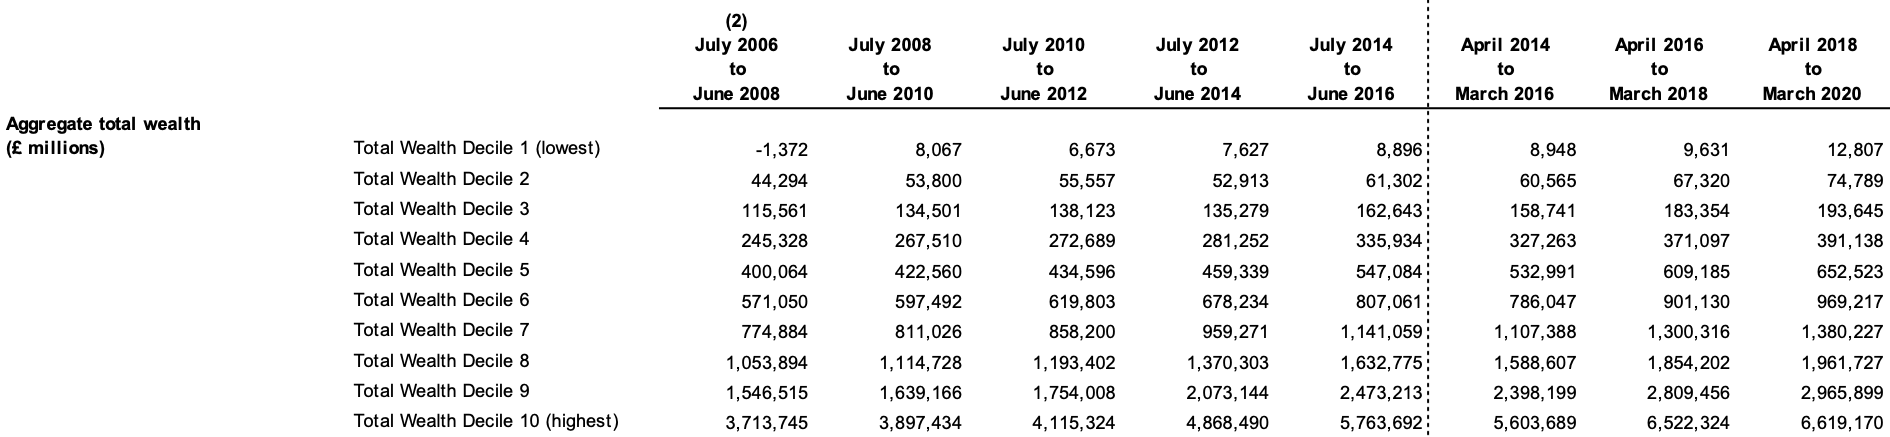 (2)
July 2006 July 2008 July 2010 July 2012 July 2014 April 2014 April 2016 April 2018
to to to to to to to to
June 2008 June 2010 June 2012 June 2014 June 2016 March 2016 March 2018 March 2020
Aggregate total wealth
(£ millions) Total Wealth Decile 1 (lowest) -1,372 8,067 6,673 7,627 8,896 8,948 9,631 12,807
Total Wealth Decile 2 44,294 53,800 55,557 52,913 61,302 60,565 67,320 74,789
Total Wealth Decile 3 115,561 134,501 138,123 135,279 162,643 158,741 183,354 193,645
Total Wealth Decile 4 245,328 267,510 272,689 281,252 335,934 327,263 371,097 391,138
Total Wealth Decile 5 400,064 422,560 434,596 459,339 547,084 532,991 609,185 652,523
Total Wealth Decile 6 571,050 597,492 619,803 678,234 807,061 786,047 901,130 969,217
Total Wealth Decile 7 774,884 811,026 858,200 959,271 1,141,059 1,107,388 1,300,316 1,380,227
Total Wealth Decile 8 1,053,894 1,114,728 1,193,402 1,370,303 1,632,775 1,588,607 1,854,202 1,961,727
Total Wealth Decile 9 1,546,515 1,639,166 1,754,008 2,073,144 2,473,213 2,398,199 2,809,456 2,965,899
Total Wealth Decile 10 (highest) 3,713,745 3,897,434 4,115,324 4,868,490 5,763,692 5,603,689 6,522,324 6,619,170